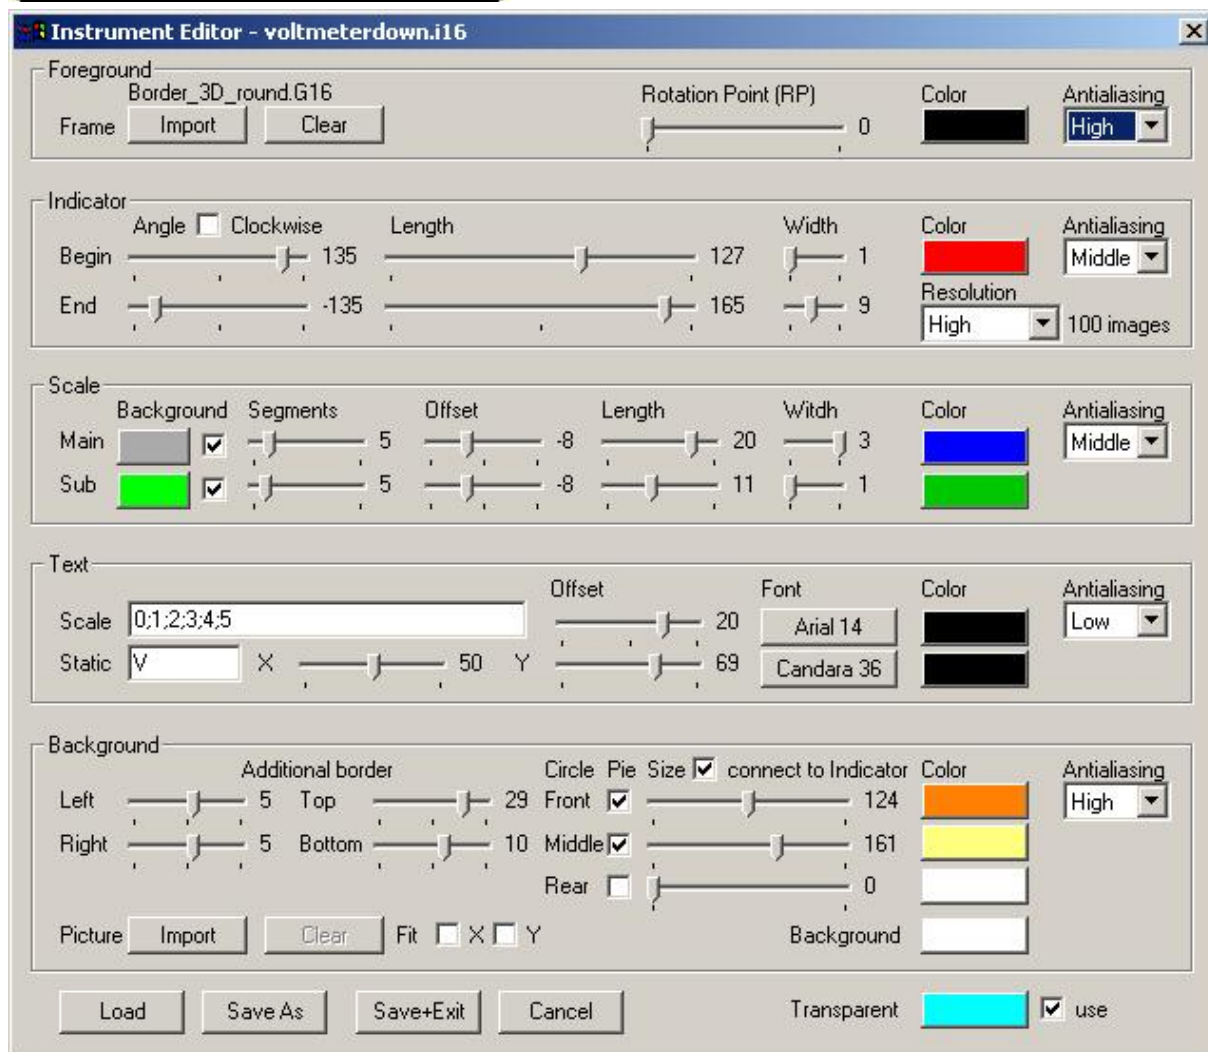 Instrument Editor - voltmeterdown.i16
Foreground
Border_3D_round.G16 Rotation Point (RP) Color Antialiasing
Frame Import Clear 0 High
Indicator
Angle Clockwise Length Width Color Antialiasing
Begin 135 127 1 Middle
End -135 165 9 Resolution
High 100 images
Scale
Background Segments Offset Length Witdh Color Antialiasing
Main 5 -8 20 3 Middle
Sub 5 -8 11 1
Text
Offset Font Color Antialiasing
Scale 0;1;2;3;4;5 20 Arial 14 Low
Static V X 50 Y 69 Candara 36
Background
Additional border Circle Pie Size connect to Indicator Color Antialiasing
Left 5 Top 29 Front 124 High
Right 5 Bottom 10 Middle 161
Rear 0
Picture Import Clear Fit X Y Background
Load Save As Save+Exit Cancel Transparent use